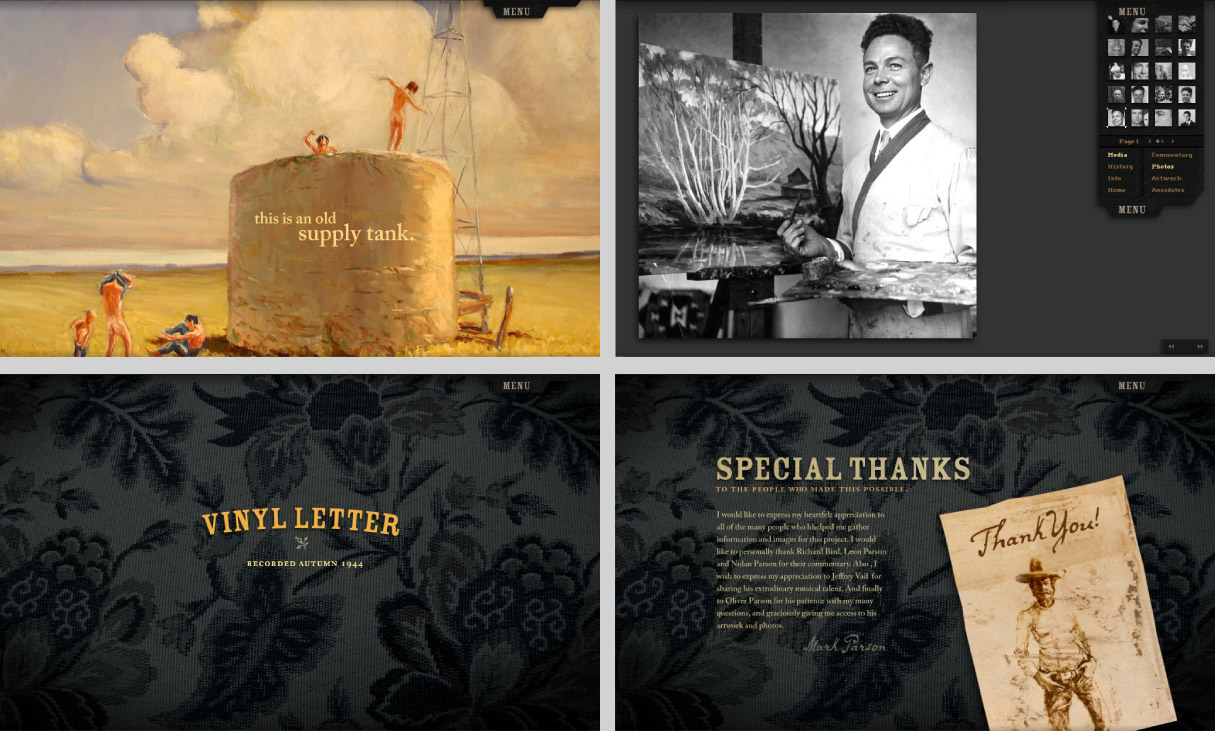 MENU
this is an old
supply tank.
MENU
Page 1
Media
Commentary
History
Photos
Info
Artwork
Home
Anecdotes
MENU
MENU
VINYL LETTER
RECORDED AUTUMN 1944
MENU
SPECIAL THANKS
TO THE PEOPLE WHO MADE THIS POSSIBLE.
I would like to express my heartfelt appreciation to
all of the many people who hhelped me gather
information and images for this project. I would
like to personally thank Richard Bird, Leon Parson
and Nolan Parson for their commentary. Also , I
wish to express my appreciation to Jeffrey Vail for
sharing his extrodinary musical talent. And finally
to Oliver Parson for his patience with my many
questions, and graciously giving me access to his
artwork and photos.
Mark Parson
Thank You!